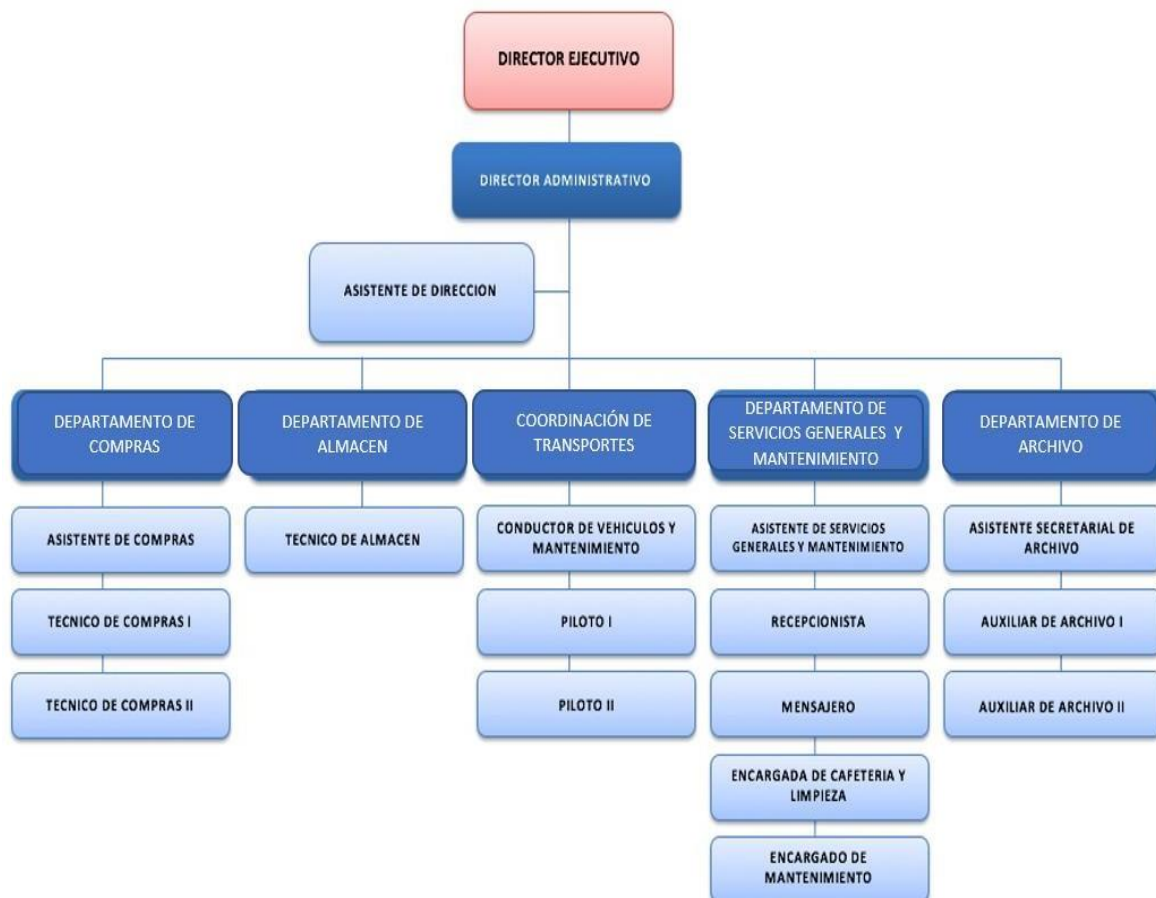 DIRECTOR EJECUTIVO
DIRECTOR ADMINISTRATIVO
ASISTENTE DE DIRECCION
DEPARTAMENTO DE
COMPRAS
DEPARTAMENTO DE
ALMACEN
COORDINACIÓN DE
TRANSPORTES
DEPARTAMENTO DE
SERVICIOS GENERALES Y
MANTENIMIENTO
DEPARTAMENTO DE
ARCHIVO
ASISTENTE DE COMPRAS
TECNICO DE ALMACEN
CONDUCTOR DE VEHICULOS Y
MANTENIMIENTO
ASISTENTE DE SERVICIOS
GENERALES Y MANTENIMIENTO
ASISTENTE SECRETARIAL DE
ARCHIVO
TECNICO DE COMPRAS I
PILOTO I
RECEPCIONISTA
AUXILIAR DE ARCHIVO I
TECNICO DE COMPRAS II
PILOTO II
MENSAJERO
AUXILIAR DE ARCHIVO II
ENCARGADA DE CAFETERIA Y
LIMPIEZA
ENCARGADO DE
MANTENIMIENTO